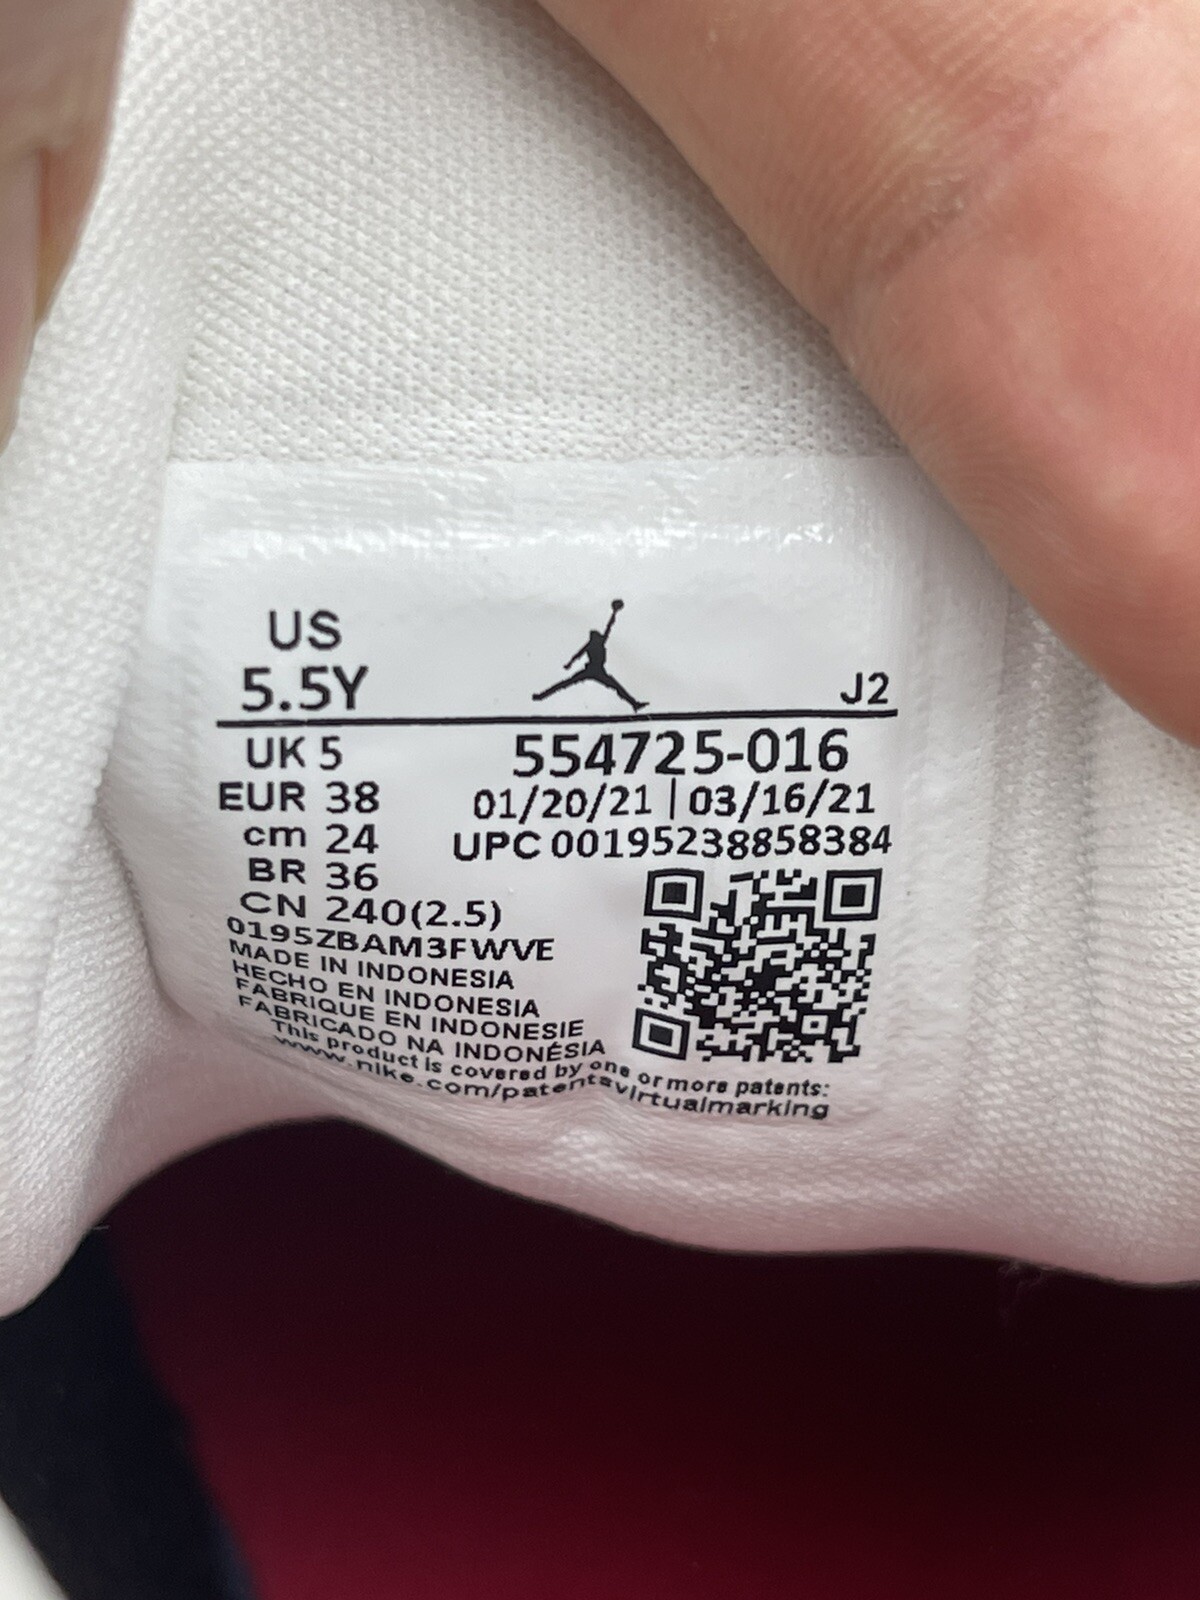 US
5.5Y
J2
UK 5
554725-016
EUR 38
01/20/21 | 03/16/21
cm 24
UPC 00195238858384
BR 36
CN 240(2.5)
0195ZBAM3FWVE
MADE IN INDONESIA
HECHO EN INDONESIA
FABRIQUE EN INDONESIE
FABRICADO NA INDONÉSIA
This product is covered by one or more patents:
www.nike.com/patentsvirtualmarking